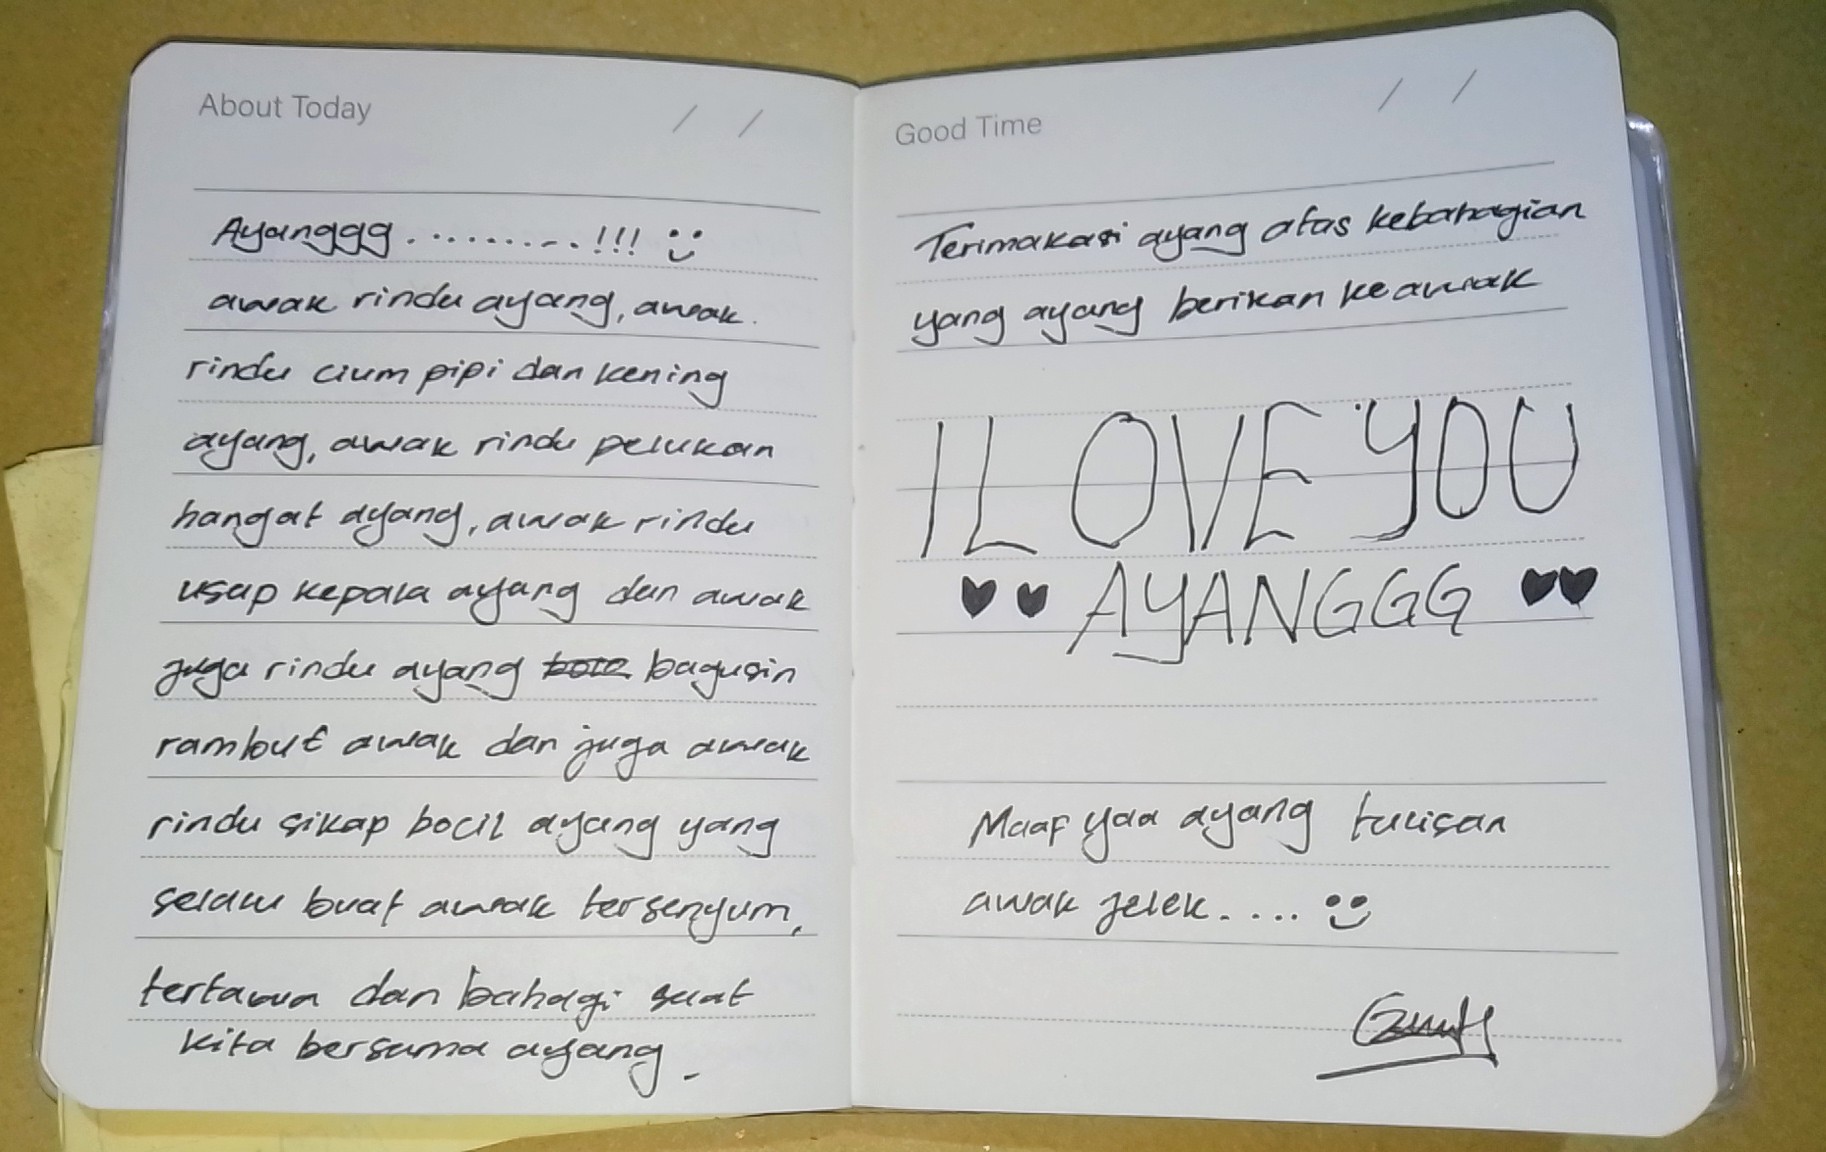 About Today / /
Ayanggg..........!!! :)
awak rindu ayang, awak.
rindu cium pipi dan kening
ayang, awak rindu pelukan
hangat ayang, awak rindu
usap kepala ayang dan awak
juga rindu ayang bagusin
rambut awak dan juga awak
rindu sikap bocil ayang yang
selalu buat awak tersenyum,
tertawa dan bahagi saat
kita bersama ayang.
Good Time / /
Terimakasi ayang atas kebahagian
yang ayang berikan ke awak
I LOVE YOU
♥♥ AYANGGG ♥♥
Maaf yaa ayang tulisan
awak jelek.... :)